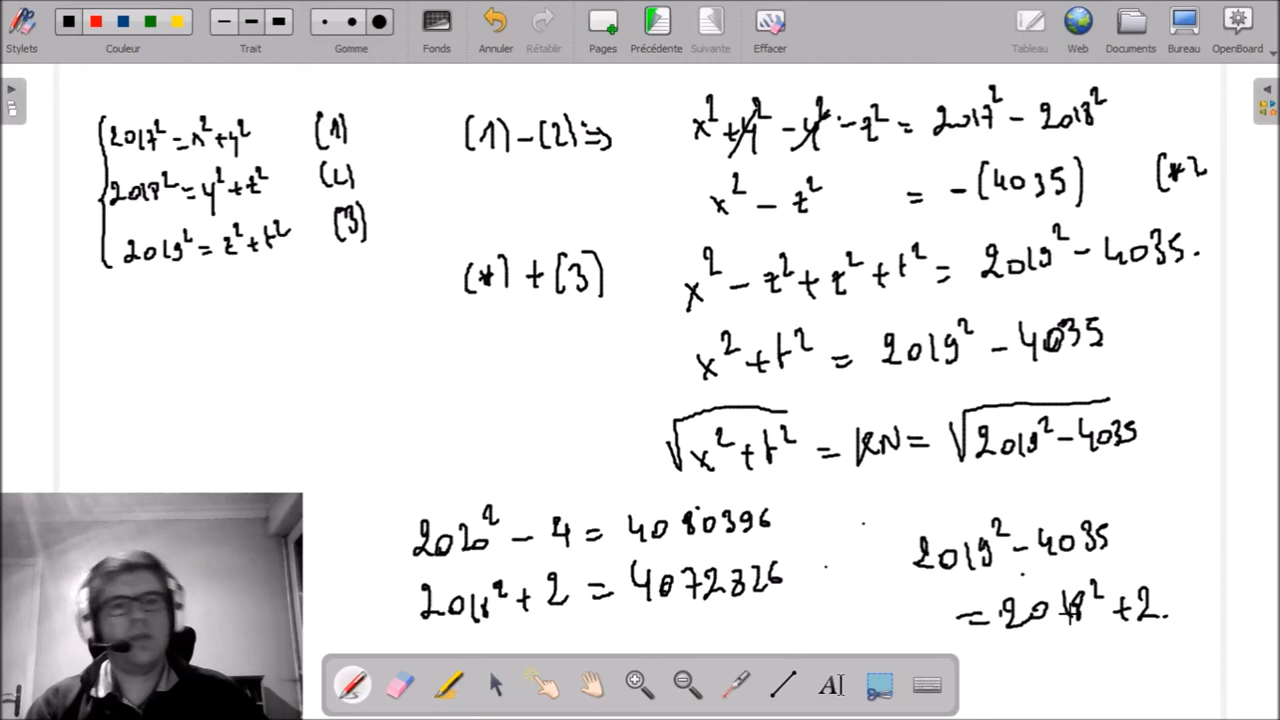 Stylets Couleur Trait Gomme Fonds Annuler Rétablir Pages Précédente Suivante Effacer Tableau Web Documents Bureau OpenBoard
2017² = x² + y² (1)
2018² = y² + z² (2)
2019² = z² + t² (3)
(1) - (2) ⇒ x² + y² - y² - z² = 2017² - 2018²
x² - z² = - (4035) (*2
(*) + (3) x² - z² + z² + t² = 2019² - 4035.
x² + t² = 2019² - 4035
√x² + t² = RN = √2019² - 4035
2020² - 4 = 4080396
2018² + 2 = 4072326
2019² - 4035
= 2018² + 2.
AI